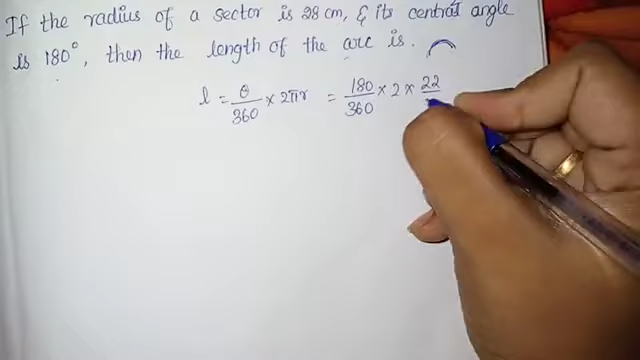 If the radius of a sector is 28 cm, & its central angle
is 180°, then the length of the arc is.
l = θ/360 × 2πr = 180/360 × 2 × 22/